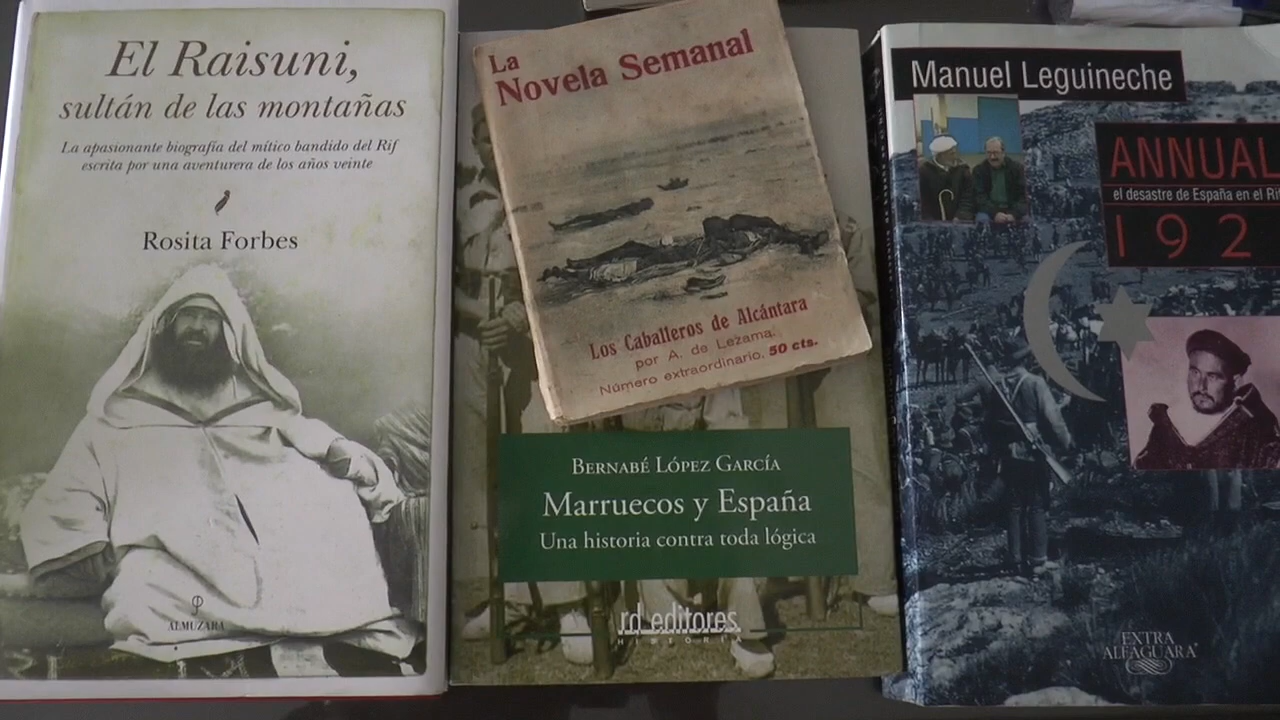 El Raisuni,
sultán de las montañas
La apasionante biografía del mítico bandido del Rif
escrita por una aventurera de los años veinte
Rosita Forbes
ALMUZARA
La
Novela Semanal
Los Caballeros de Alcántara
por A. de Lezama.
Número extraordinario. 50 cts.
BERNABÉ LÓPEZ GARCÍA
Marruecos y España
Una historia contra toda lógica
rd editores
HISTORIA
Manuel Leguineche
ANNUAL
el desastre de España en el Rif
192
EXTRA
ALFAGUARA